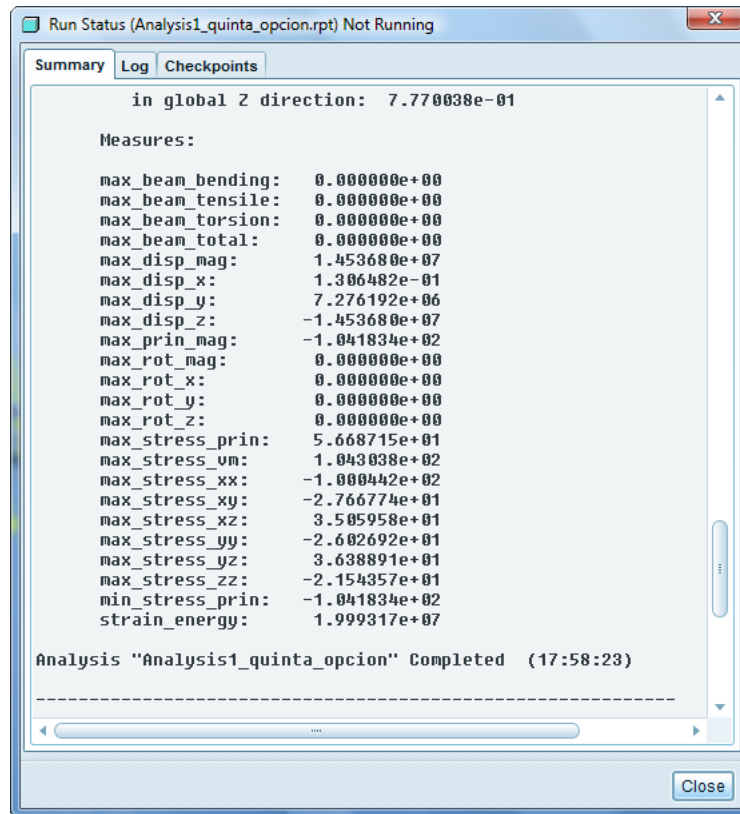 Run Status (Analysis1_quinta_opcion.rpt) Not Running
Summary Log Checkpoints
in global Z direction: 7.770038e-01
Measures:
max_beam_bending: 0.000000e+00
max_beam_tensile: 0.000000e+00
max_beam_torsion: 0.000000e+00
max_beam_total: 0.000000e+00
max_disp_mag: 1.453680e+07
max_disp_x: 1.306482e-01
max_disp_y: 7.276192e+06
max_disp_z: -1.453680e+07
max_prin_mag: -1.041834e+02
max_rot_mag: 0.000000e+00
max_rot_x: 0.000000e+00
max_rot_y: 0.000000e+00
max_rot_z: 0.000000e+00
max_stress_prin: 5.668715e+01
max_stress_vm: 1.043038e+02
max_stress_xx: -1.000442e+02
max_stress_xy: -2.766774e+01
max_stress_xz: 3.505958e+01
max_stress_yy: -2.602692e+01
max_stress_yz: 3.638891e+01
max_stress_zz: -2.154357e+01
min_stress_prin: -1.041834e+02
strain_energy: 1.999317e+07
Analysis "Analysis1_quinta_opcion" Completed (17:58:23)
------------------------------------------------------------
Close